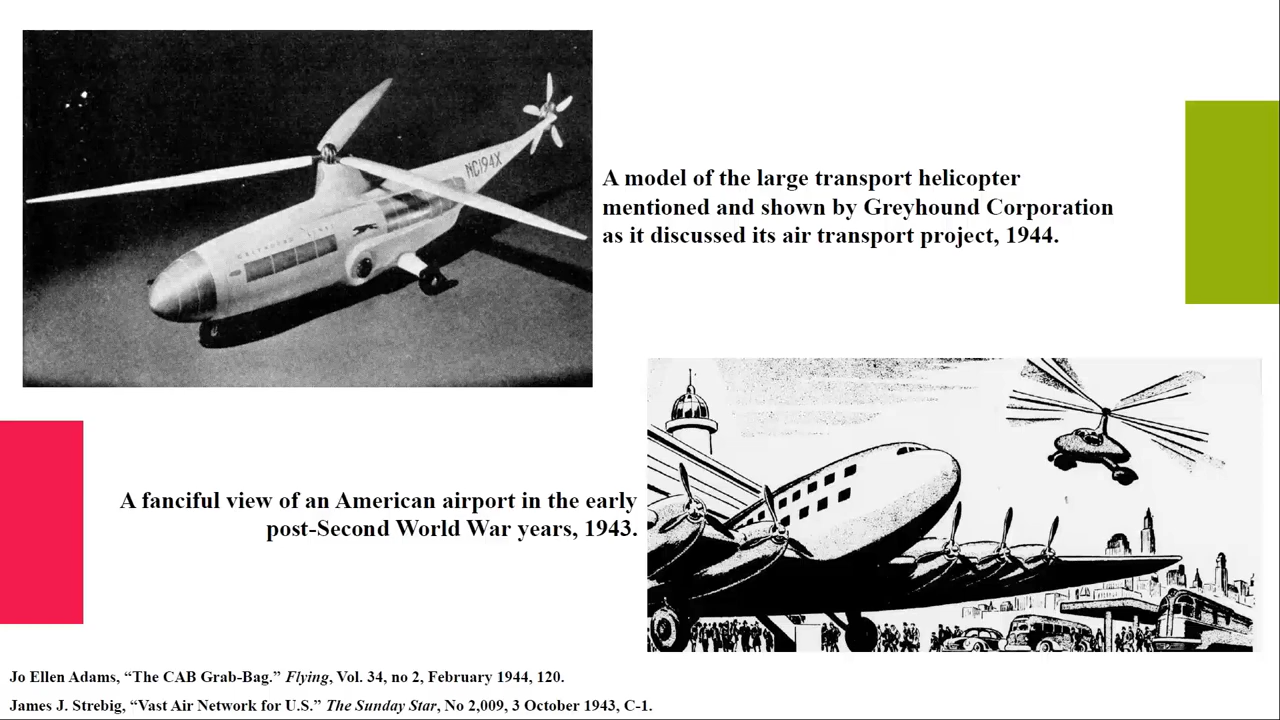 NC194X
A model of the large transport helicopter
mentioned and shown by Greyhound Corporation
as it discussed its air transport project, 1944.
A fanciful view of an American airport in the early
post-Second World War years, 1943.
Jo Ellen Adams, “The CAB Grab-Bag.” Flying, Vol. 34, no 2, February 1944, 120.
James J. Strebig, “Vast Air Network for U.S.” The Sunday Star, No 2,009, 3 October 1943, C-1.